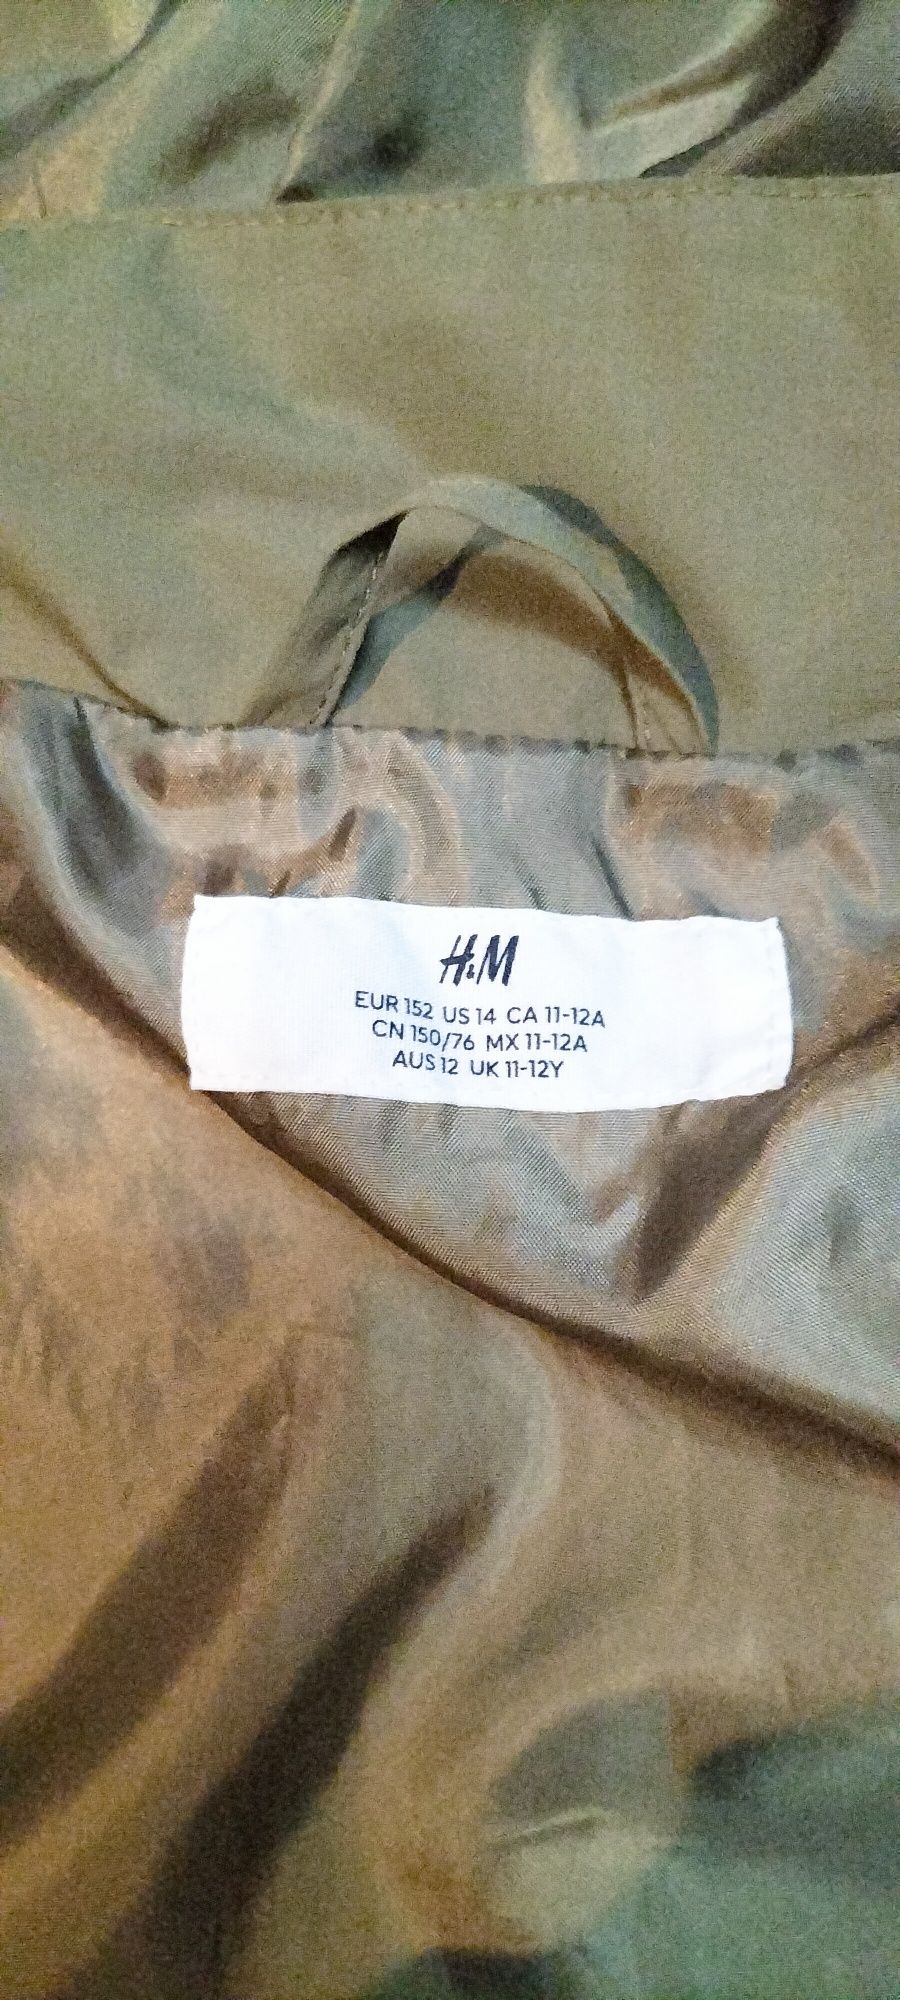 H&M
EUR 152 US 14 CA 11-12A
CN 150/76 MX 11-12A
AUS 12 UK 11-12Y